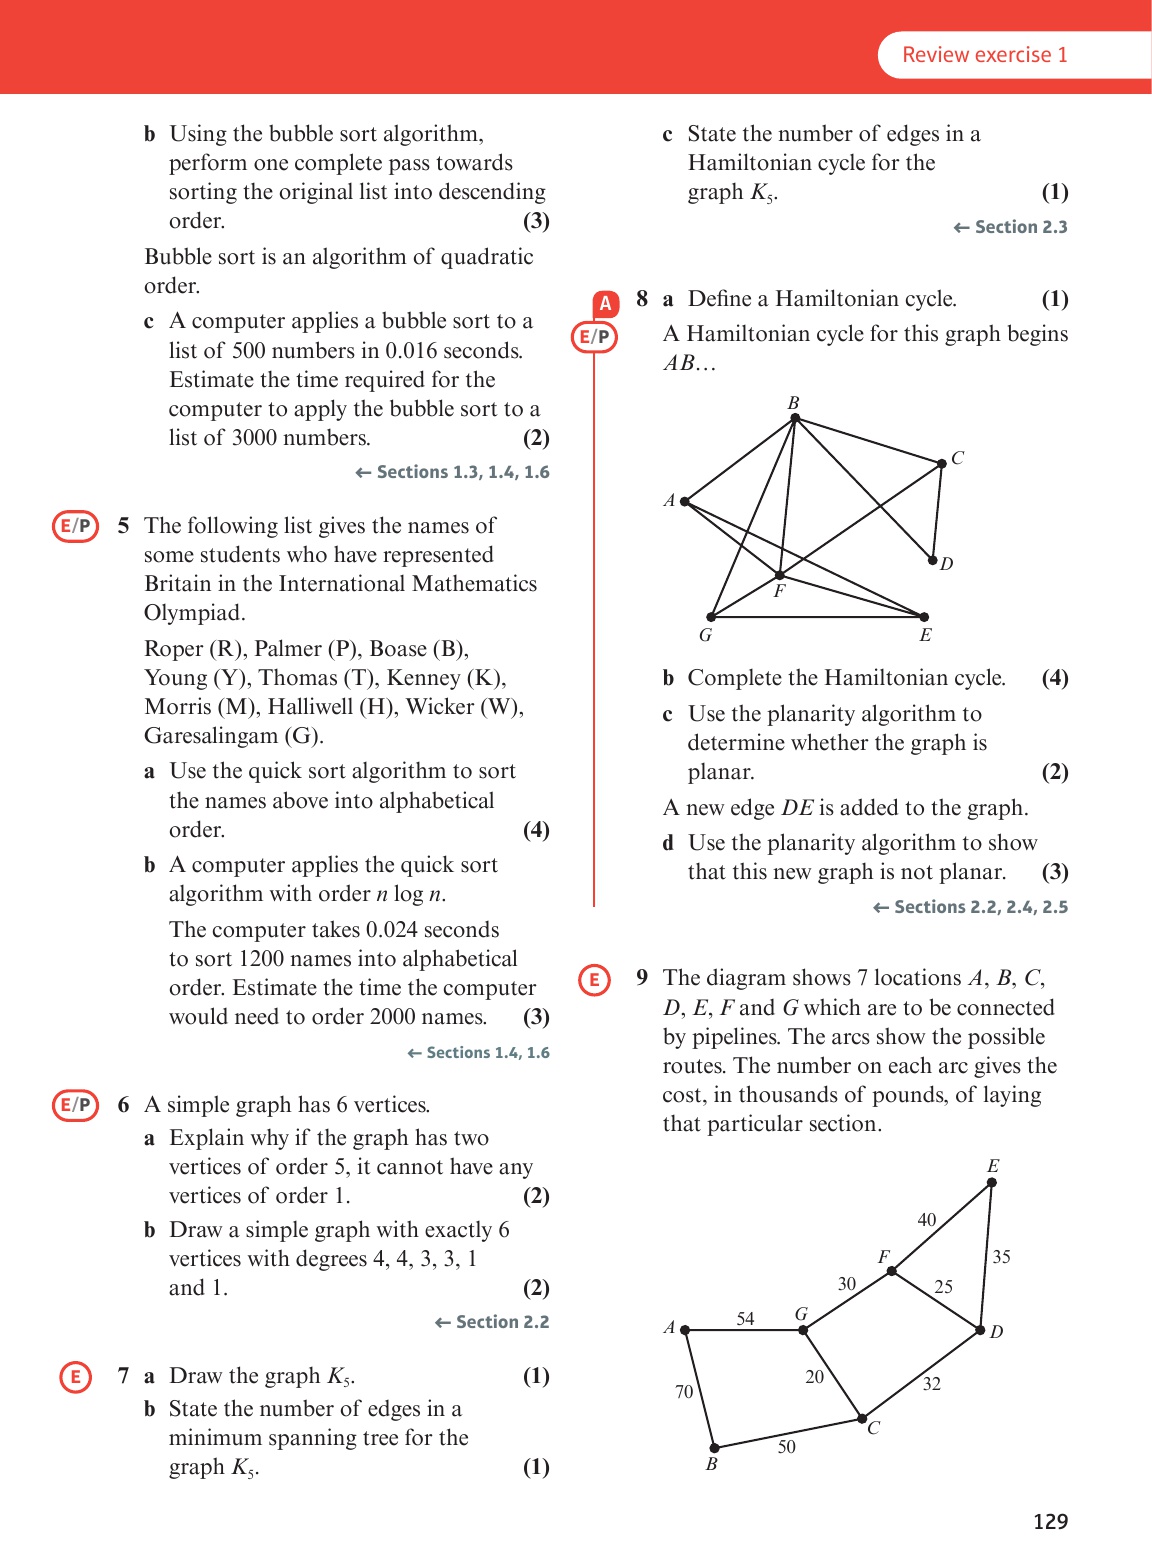 Review exercise 1
b Using the bubble sort algorithm,
perform one complete pass towards
sorting the original list into descending
order. (3)
Bubble sort is an algorithm of quadratic
order.
c A computer applies a bubble sort to a
list of 500 numbers in 0.016 seconds.
Estimate the time required for the
computer to apply the bubble sort to a
list of 3000 numbers. (2)
← Sections 1.3, 1.4, 1.6
E/P 5 The following list gives the names of
some students who have represented
Britain in the International Mathematics
Olympiad.
Roper (R), Palmer (P), Boase (B),
Young (Y), Thomas (T), Kenney (K),
Morris (M), Halliwell (H), Wicker (W),
Garesalingam (G).
a Use the quick sort algorithm to sort
the names above into alphabetical
order. (4)
b A computer applies the quick sort
algorithm with order n log n.
The computer takes 0.024 seconds
to sort 1200 names into alphabetical
order. Estimate the time the computer
would need to order 2000 names. (3)
← Sections 1.4, 1.6
E/P 6 A simple graph has 6 vertices.
a Explain why if the graph has two
vertices of order 5, it cannot have any
vertices of order 1. (2)
b Draw a simple graph with exactly 6
vertices with degrees 4, 4, 3, 3, 1
and 1. (2)
← Section 2.2
E 7 a Draw the graph K₅. (1)
b State the number of edges in a
minimum spanning tree for the
graph K₅. (1)
c State the number of edges in a
Hamiltonian cycle for the
graph K₅. (1)
← Section 2.3
A
E/P
8 a Define a Hamiltonian cycle. (1)
A Hamiltonian cycle for this graph begins
AB...
B
C
A
D
F
G
E
b Complete the Hamiltonian cycle. (4)
c Use the planarity algorithm to
determine whether the graph is
planar. (2)
A new edge DE is added to the graph.
d Use the planarity algorithm to show
that this new graph is not planar. (3)
← Sections 2.2, 2.4, 2.5
E 9 The diagram shows 7 locations A, B, C,
D, E, F and G which are to be connected
by pipelines. The arcs show the possible
routes. The number on each arc gives the
cost, in thousands of pounds, of laying
that particular section.
E
40
F
35
30
25
G
54
A
D
20
70
32
C
50
B
129